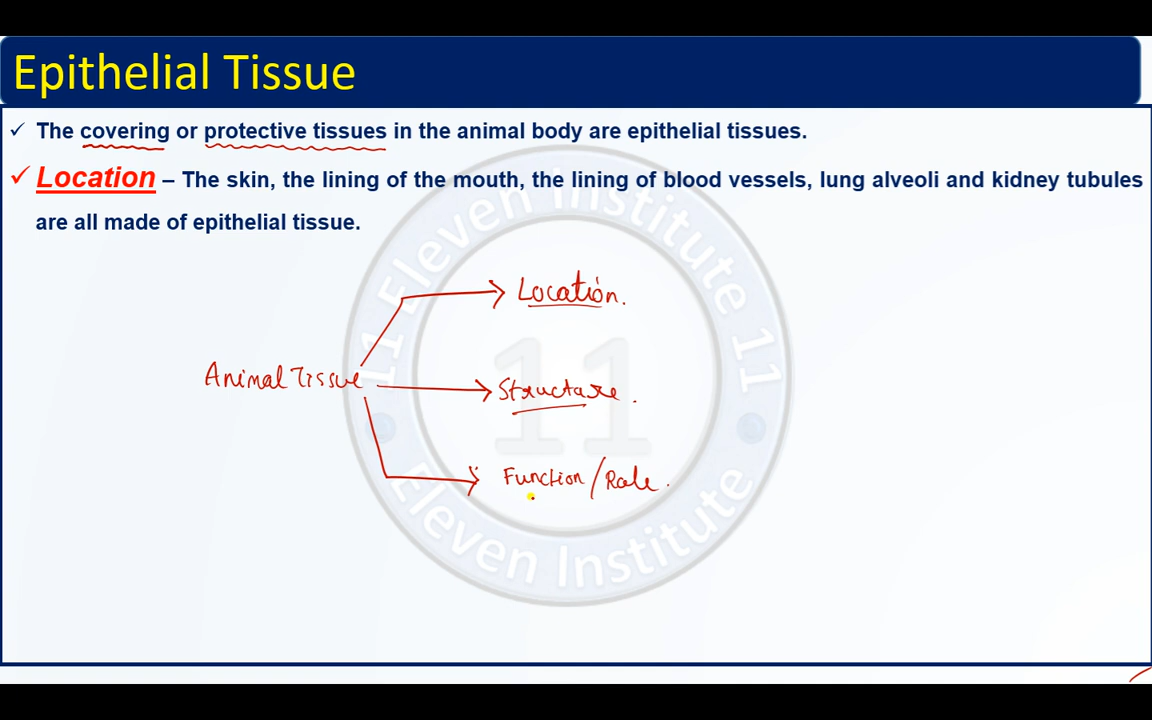 Epithelial Tissue
✓ The covering or protective tissues in the animal body are epithelial tissues.
✓ Location – The skin, the lining of the mouth, the lining of blood vessels, lung alveoli and kidney tubules
are all made of epithelial tissue.
Location.
Animal Tissue
Structure.
Function/Role.
11 Eleven Institute 11
11
Eleven Institute